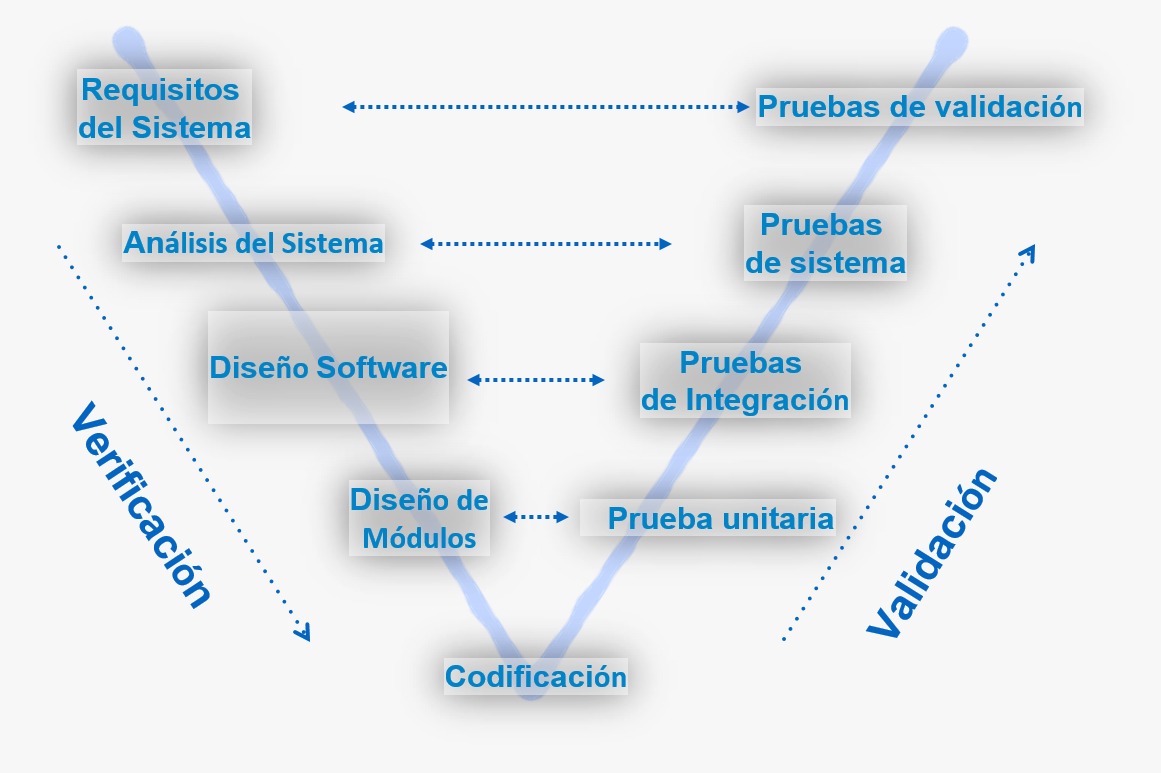 Requisitos
del Sistema
Pruebas de validación
Análisis del Sistema
Pruebas
de sistema
Diseño Software
Pruebas
de Integración
Diseño de
Módulos
Prueba unitaria
Codificación
Verificación
Validación